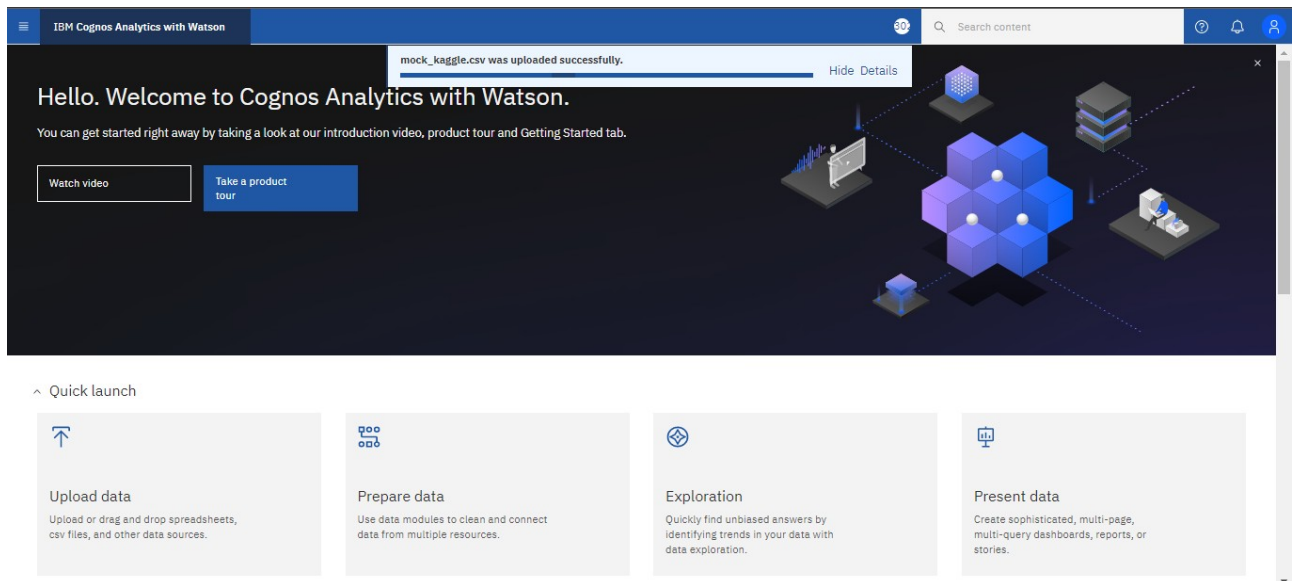 IBM Cognos Analytics with Watson
30
Search content
mock_kaggle.csv was uploaded successfully.
Hide Details
Hello. Welcome to Cognos Analytics with Watson.
You can get started right away by taking a look at our introduction video, product tour and Getting Started tab.
Watch video
Take a product
tour
Quick launch
Upload data
Upload or drag and drop spreadsheets,
csv files, and other data sources.
Prepare data
Use data modules to clean and connect
data from multiple resources.
Exploration
Quickly find unbiased answers by
identifying trends in your data with
data exploration.
Present data
Create sophisticated, multi-page,
multi-query dashboards, reports, or
stories.